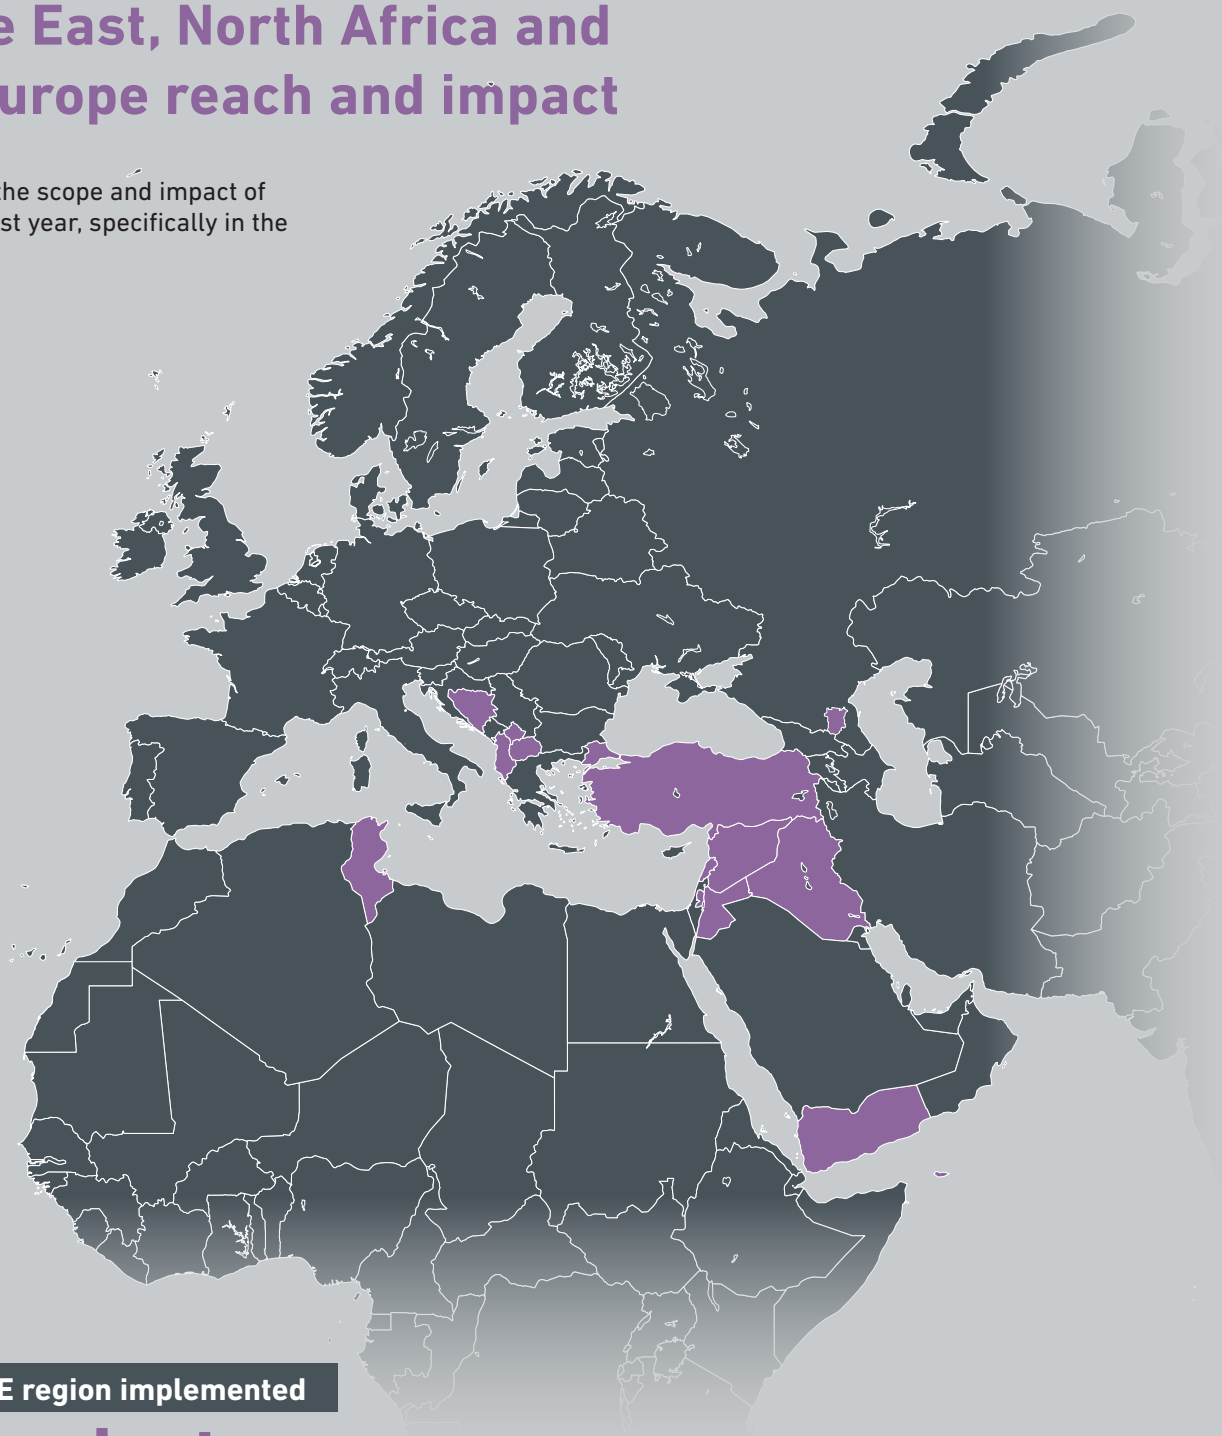 e East, North Africa and
urope reach and impact
the scope and impact of
st year, specifically in the
E region implemented